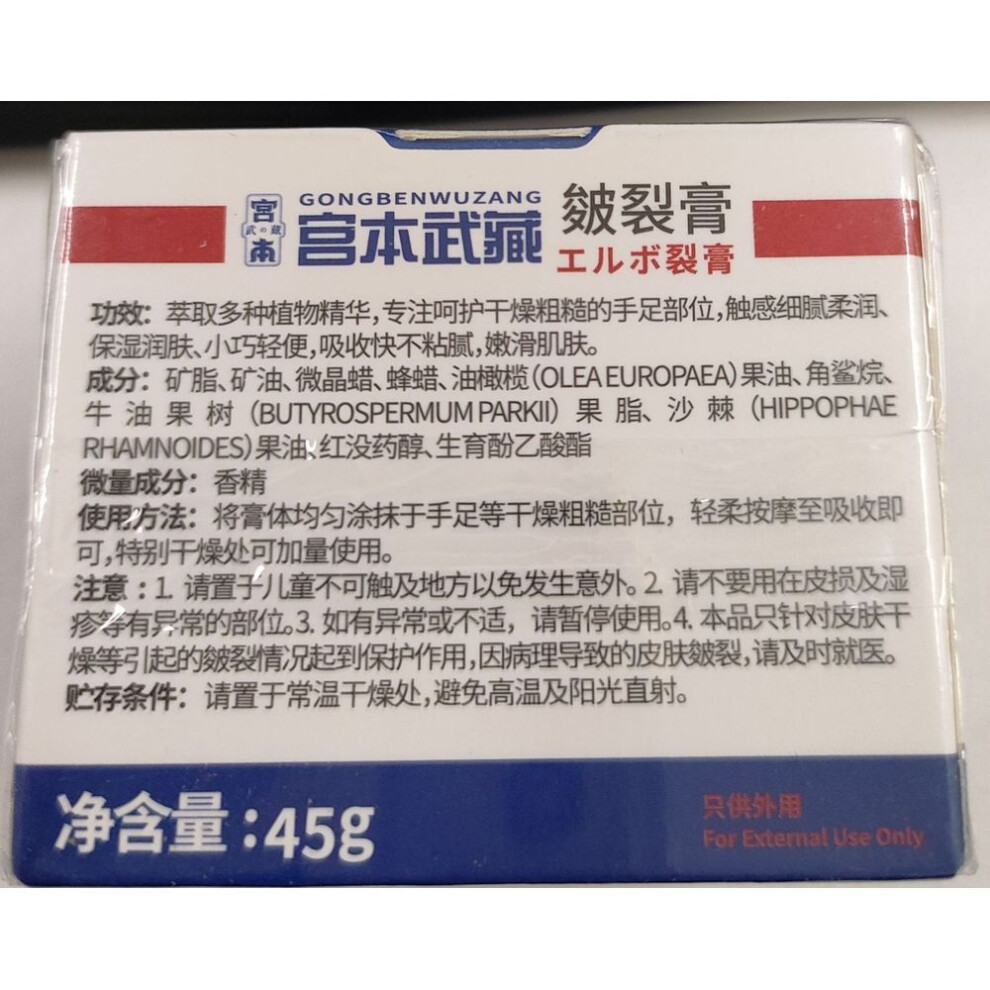 宫本
武の藏
GONGBENWUZANG
宫本武藏
皴裂膏
エルボ裂膏
功效：萃取多种植物精华，专注呵护干燥粗糙的手足部位，触感细腻柔润、
保湿润肤、小巧轻便，吸收快不粘腻，嫩滑肌肤。
成分：矿脂、矿油、微晶蜡、蜂蜡、油橄榄（OLEA EUROPAEA）果油、角鲨烷、
牛油果树（BUTYROSPERMUM PARKII）果脂、沙棘（HIPPOPHAE
RHAMNOIDES）果油、红没药醇、生育酚乙酸酯
微量成分：香精
使用方法：将膏体均匀涂抹于手足等干燥粗糙部位，轻柔按摩至吸收即
可，特别干燥处可加量使用。
注意：1. 请置于儿童不可触及地方以免发生意外。2. 请不要用在皮损及湿
疹等有异常的部位。3. 如有异常或不适，请暂停使用。4. 本品只针对皮肤干
燥等引起的皴裂情况起到保护作用，因病理导致的皮肤皴裂，请及时就医。
贮存条件：请置于常温干燥处，避免高温及阳光直射。
净含量：45g
只供外用
For External Use Only